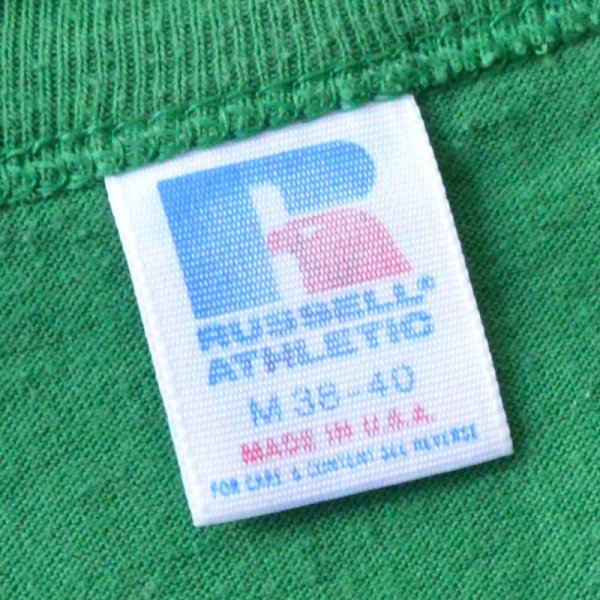 RUSSELL®
ATHLETIC
M 38-40
MADE IN U.S.A.
FOR CARE & CONTENT SEE REVERSE